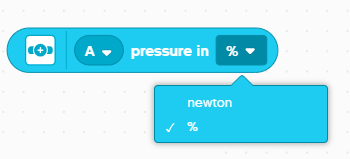 A pressure in %
newton
✓ %